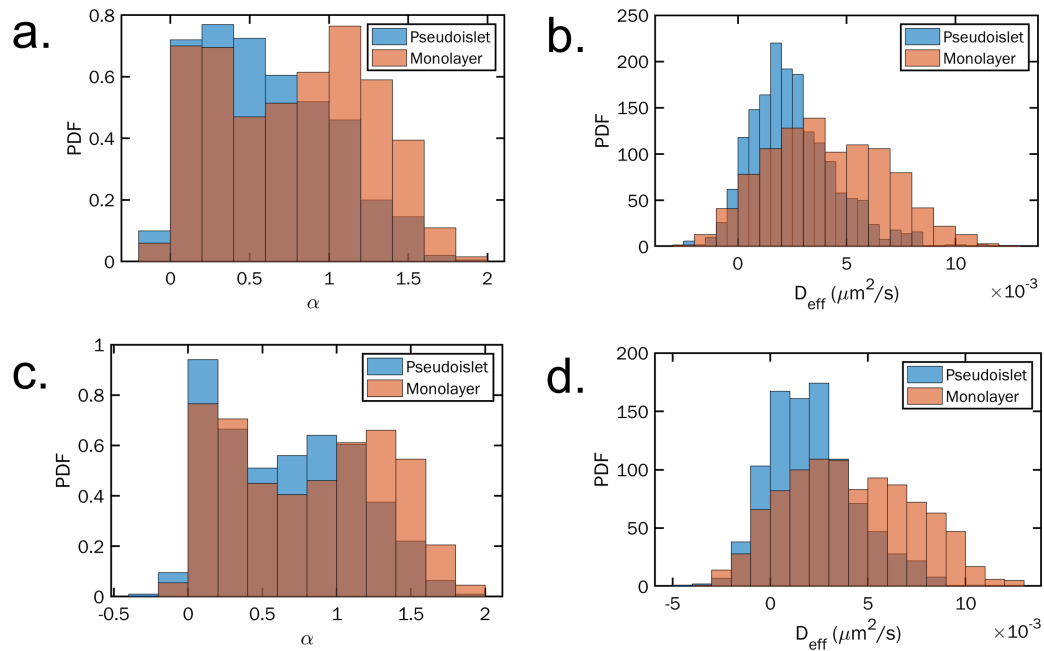 a.
0.8
0.6
0.4
0.2
0
PDF
0 0.5 1 1.5 2
α
Pseudoislet
Monolayer
b.
250
200
150
100
50
0
PDF
0 5 10
D_eff (μm²/s)
×10⁻³
Pseudoislet
Monolayer
c.
1
0.8
0.6
0.4
0.2
0
PDF
-0.5 0 0.5 1 1.5 2
α
Pseudoislet
Monolayer
d.
200
150
100
50
0
PDF
-5 0 5 10
D_eff (μm²/s)
×10⁻³
Pseudoislet
Monolayer